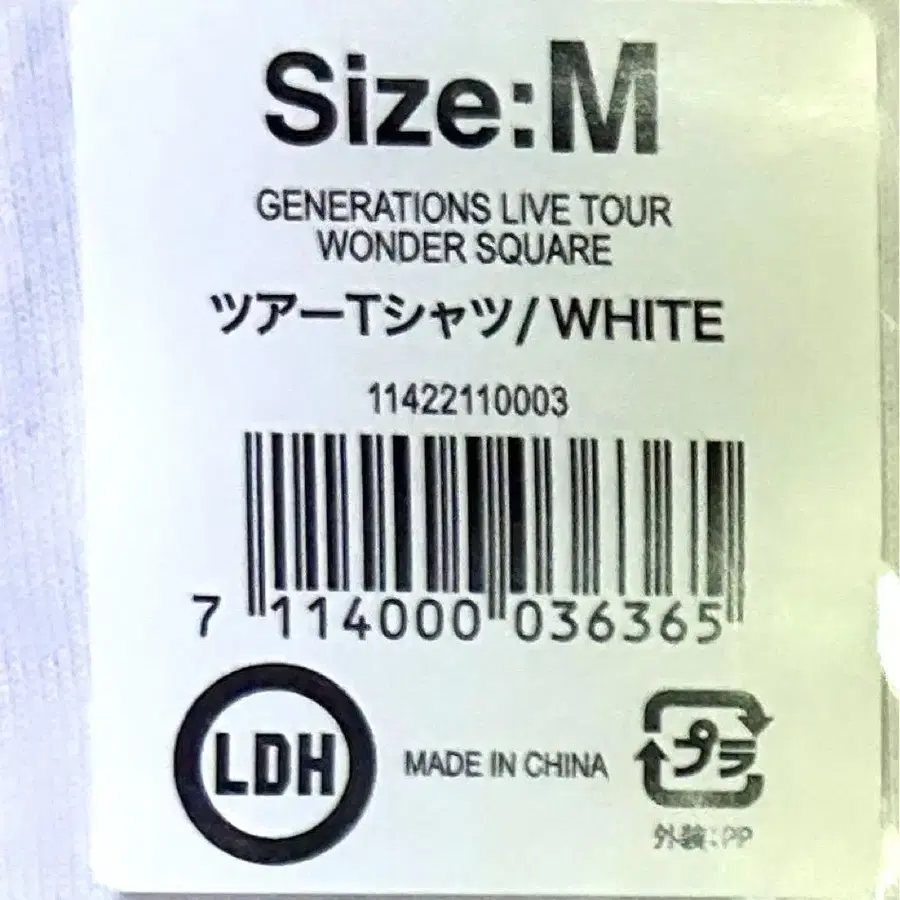 Size:M
GENERATIONS LIVE TOUR
WONDER SQUARE
ツアーTシャツ/ WHITE
11422110003
7 114000 036365
LDH
MADE IN CHINA
プラ
外装:PP